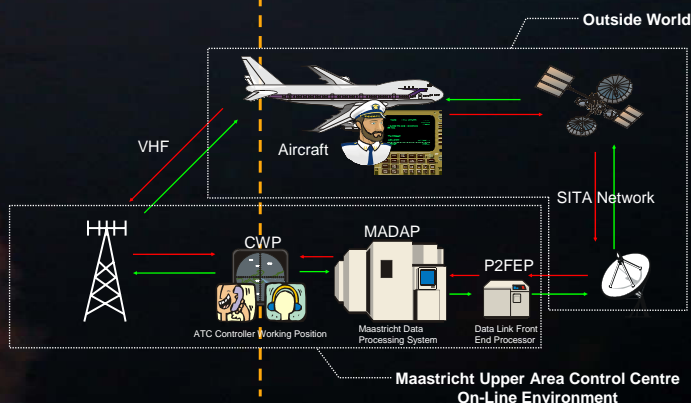 Outside World
VHF
Aircraft
SITA Network
CWP
MADAP
P2FEP
ATC Controller Working Position
Maastricht Data
Processing System
Data Link Front
End Processor
Maastricht Upper Area Control Centre
On-Line Environment